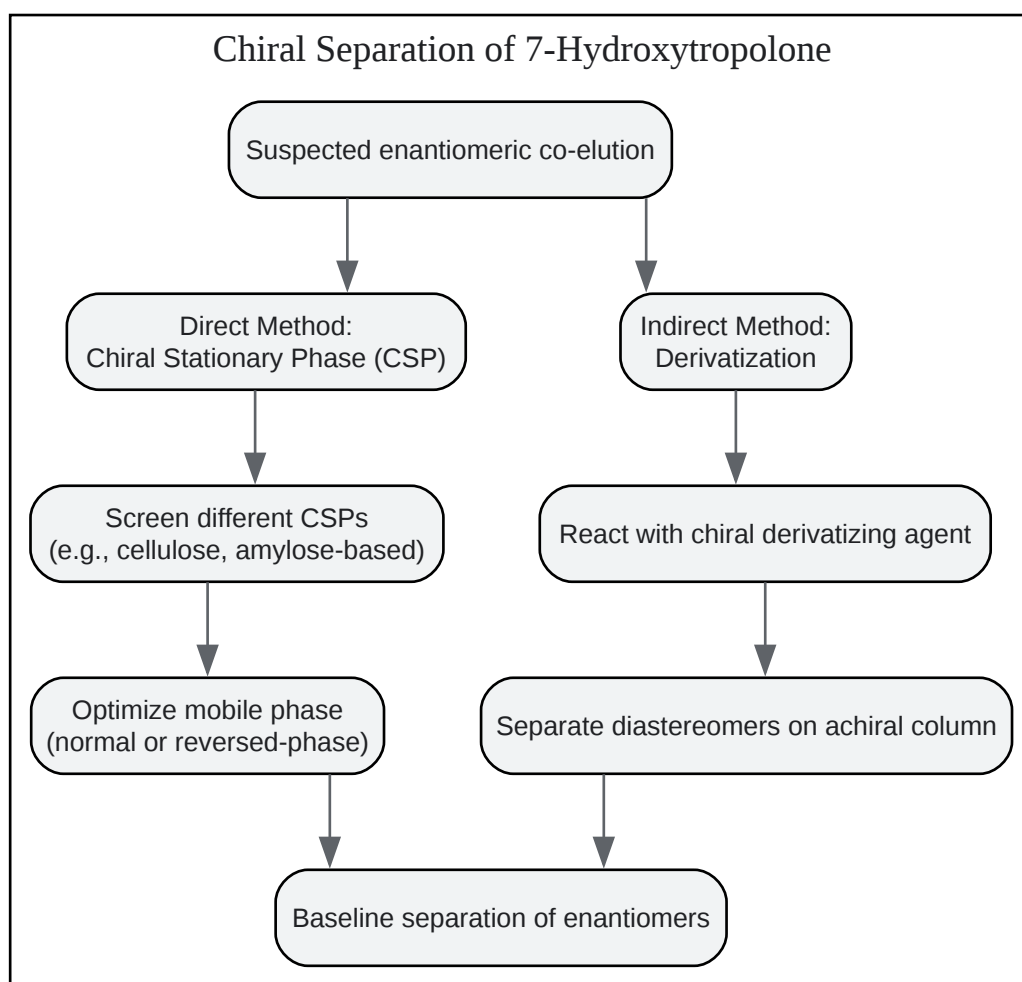 Chiral Separation of 7-Hydroxytropolone
Suspected enantiomeric co-elution
Direct Method:
Chiral Stationary Phase (CSP)
Indirect Method:
Derivatization
Screen different CSPs
(e.g., cellulose, amylose-based)
React with chiral derivatizing agent
Optimize mobile phase
(normal or reversed-phase)
Separate diastereomers on achiral column
Baseline separation of enantiomers